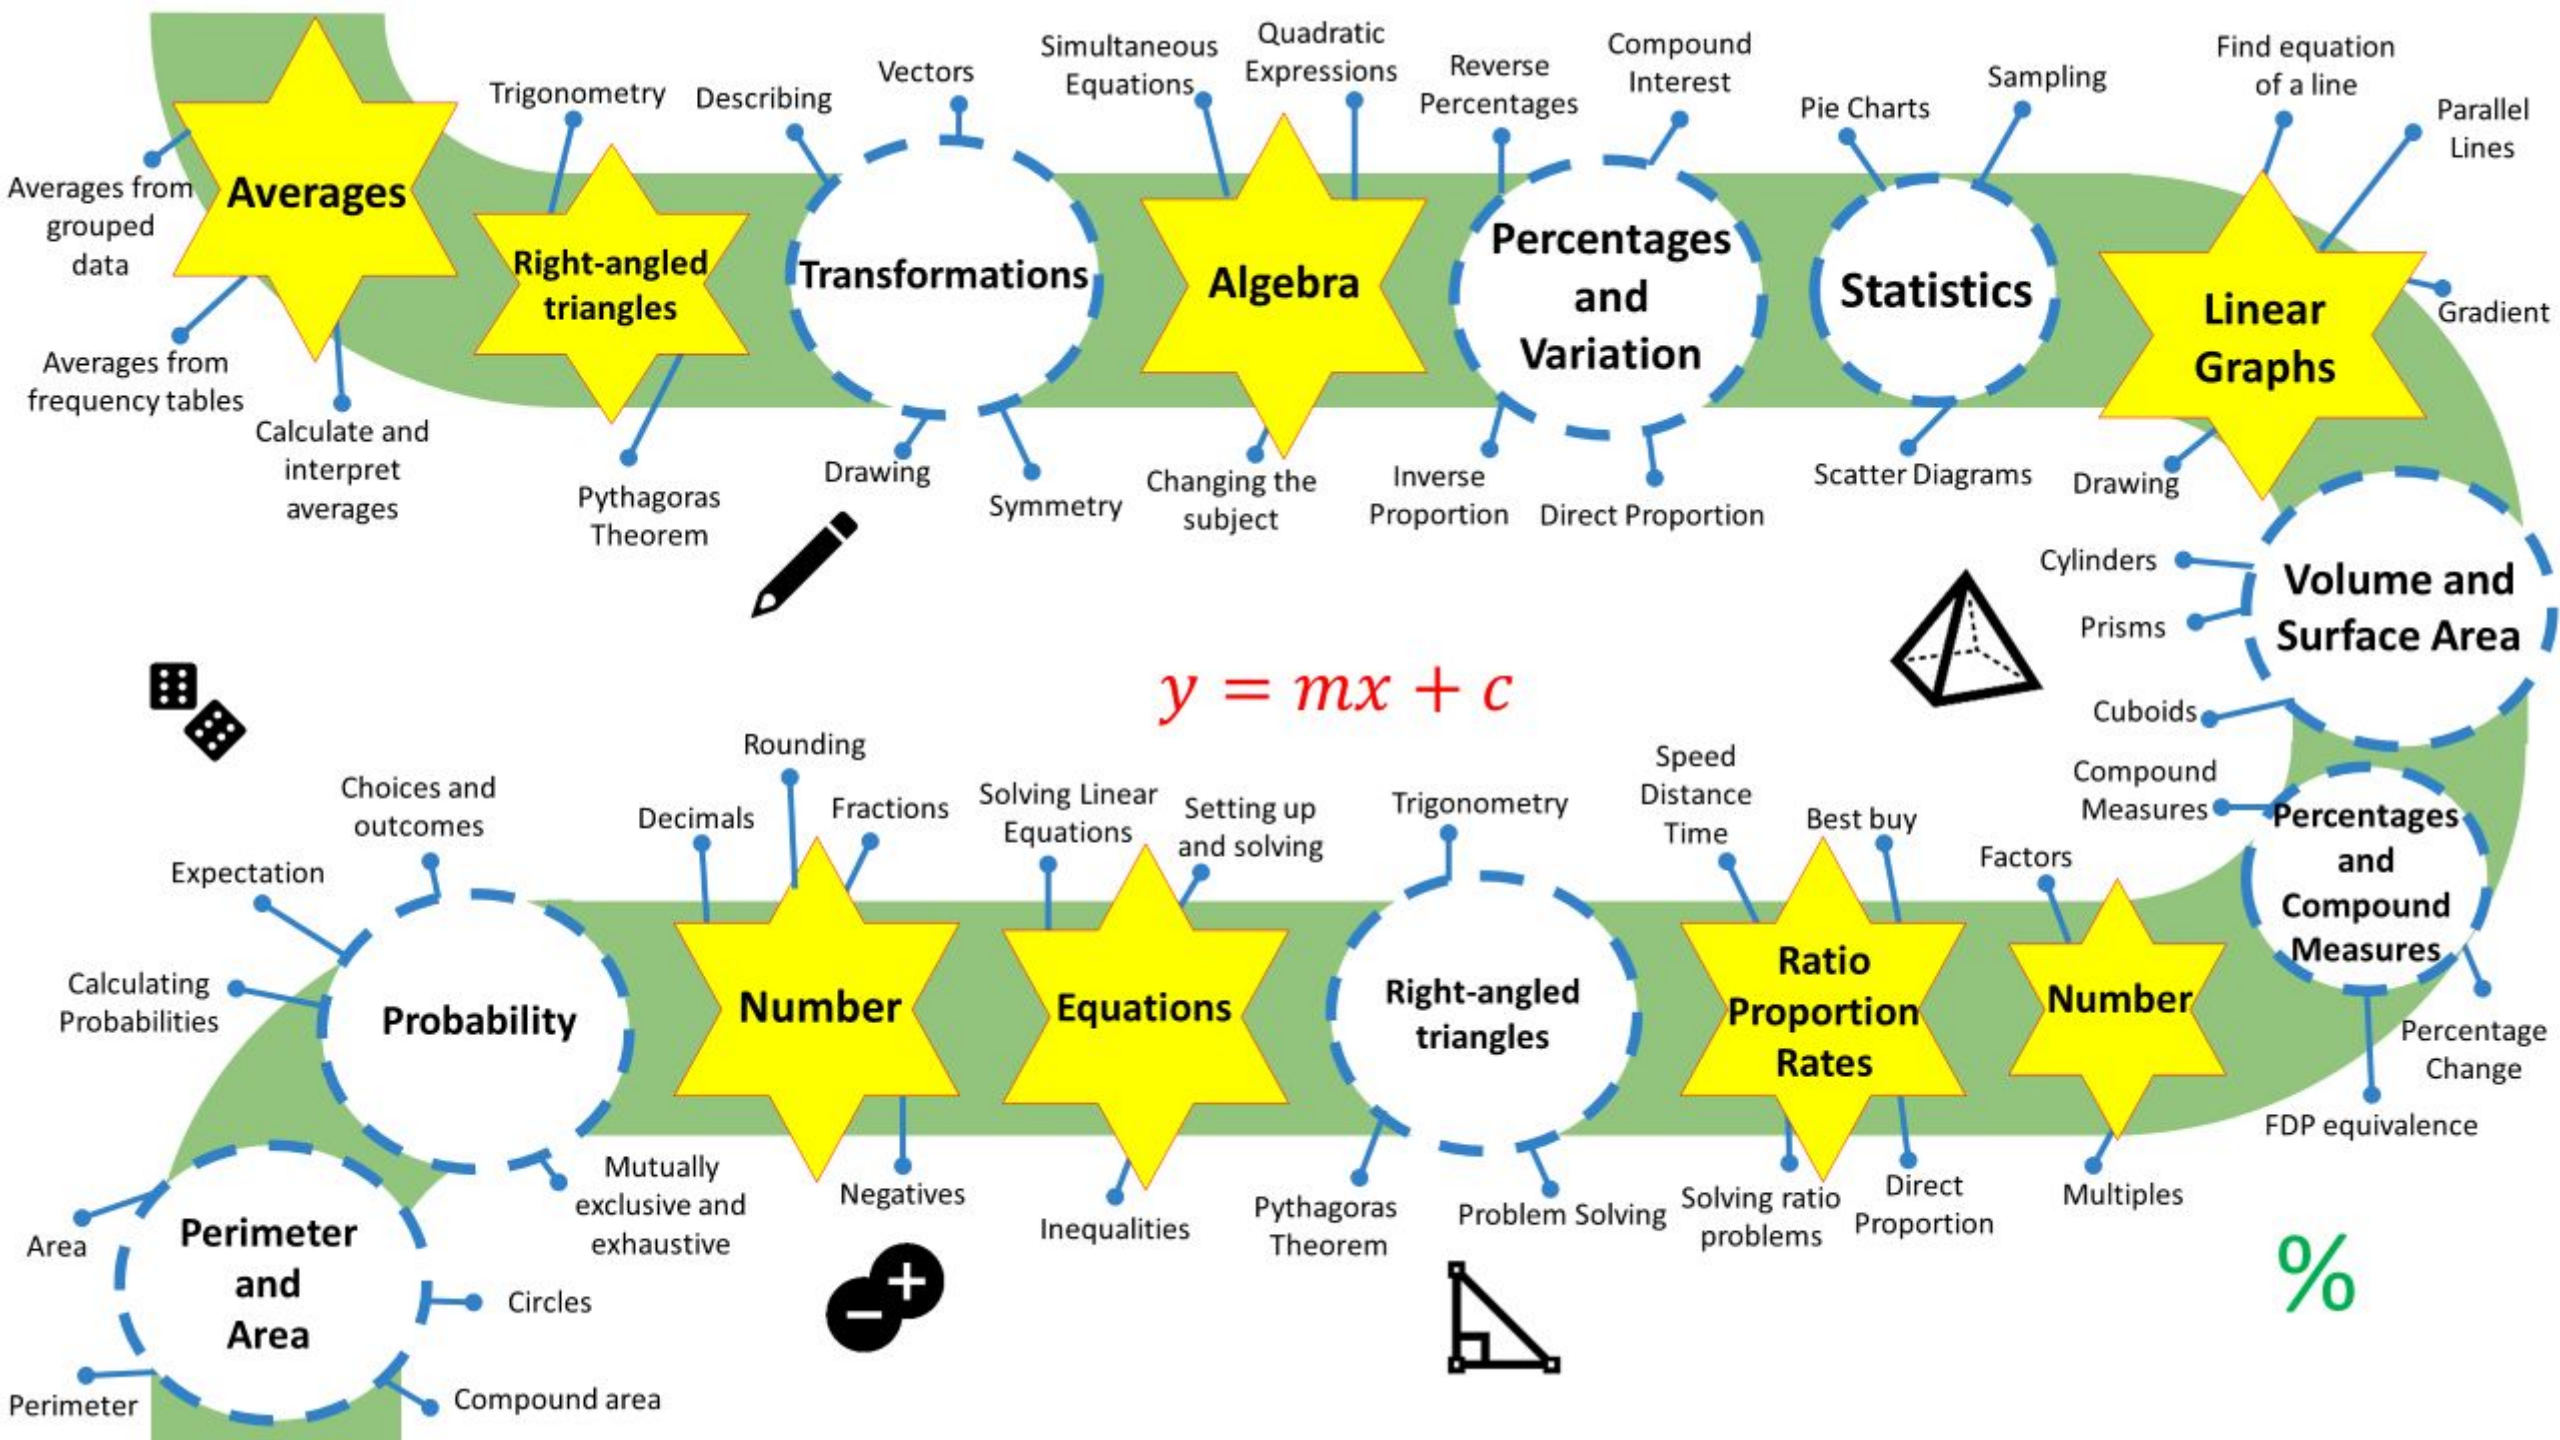 Averages
Averages from
grouped
data
Averages from
frequency tables
Calculate and
interpret
averages
Trigonometry
Right-angled
triangles
Pythagoras
Theorem
Describing
Vectors
Transformations
Drawing
Symmetry
Simultaneous
Equations
Quadratic
Expressions
Algebra
Changing the
subject
Reverse
Percentages
Compound
Interest
Percentages
and
Variation
Inverse
Proportion
Direct Proportion
Pie Charts
Sampling
Statistics
Scatter Diagrams
Find equation
of a line
Parallel
Lines
Gradient
Linear
Graphs
Drawing
Cylinders
Prisms
Cuboids
Volume and
Surface Area
y = mx + c
Compound
Measures
Percentages
and
Compound
Measures
Percentage
Change
FDP equivalence
Factors
Number
Multiples
Speed
Distance
Time
Best buy
Ratio
Proportion
Rates
Solving ratio
problems
Direct
Proportion
Trigonometry
Right-angled
triangles
Pythagoras
Theorem
Problem Solving
Solving Linear
Equations
Setting up
and solving
Equations
Inequalities
Decimals
Rounding
Fractions
Number
Negatives
Choices and
outcomes
Expectation
Calculating
Probabilities
Probability
Mutually
exclusive and
exhaustive
Area
Perimeter
and
Area
Circles
Perimeter
Compound area
%